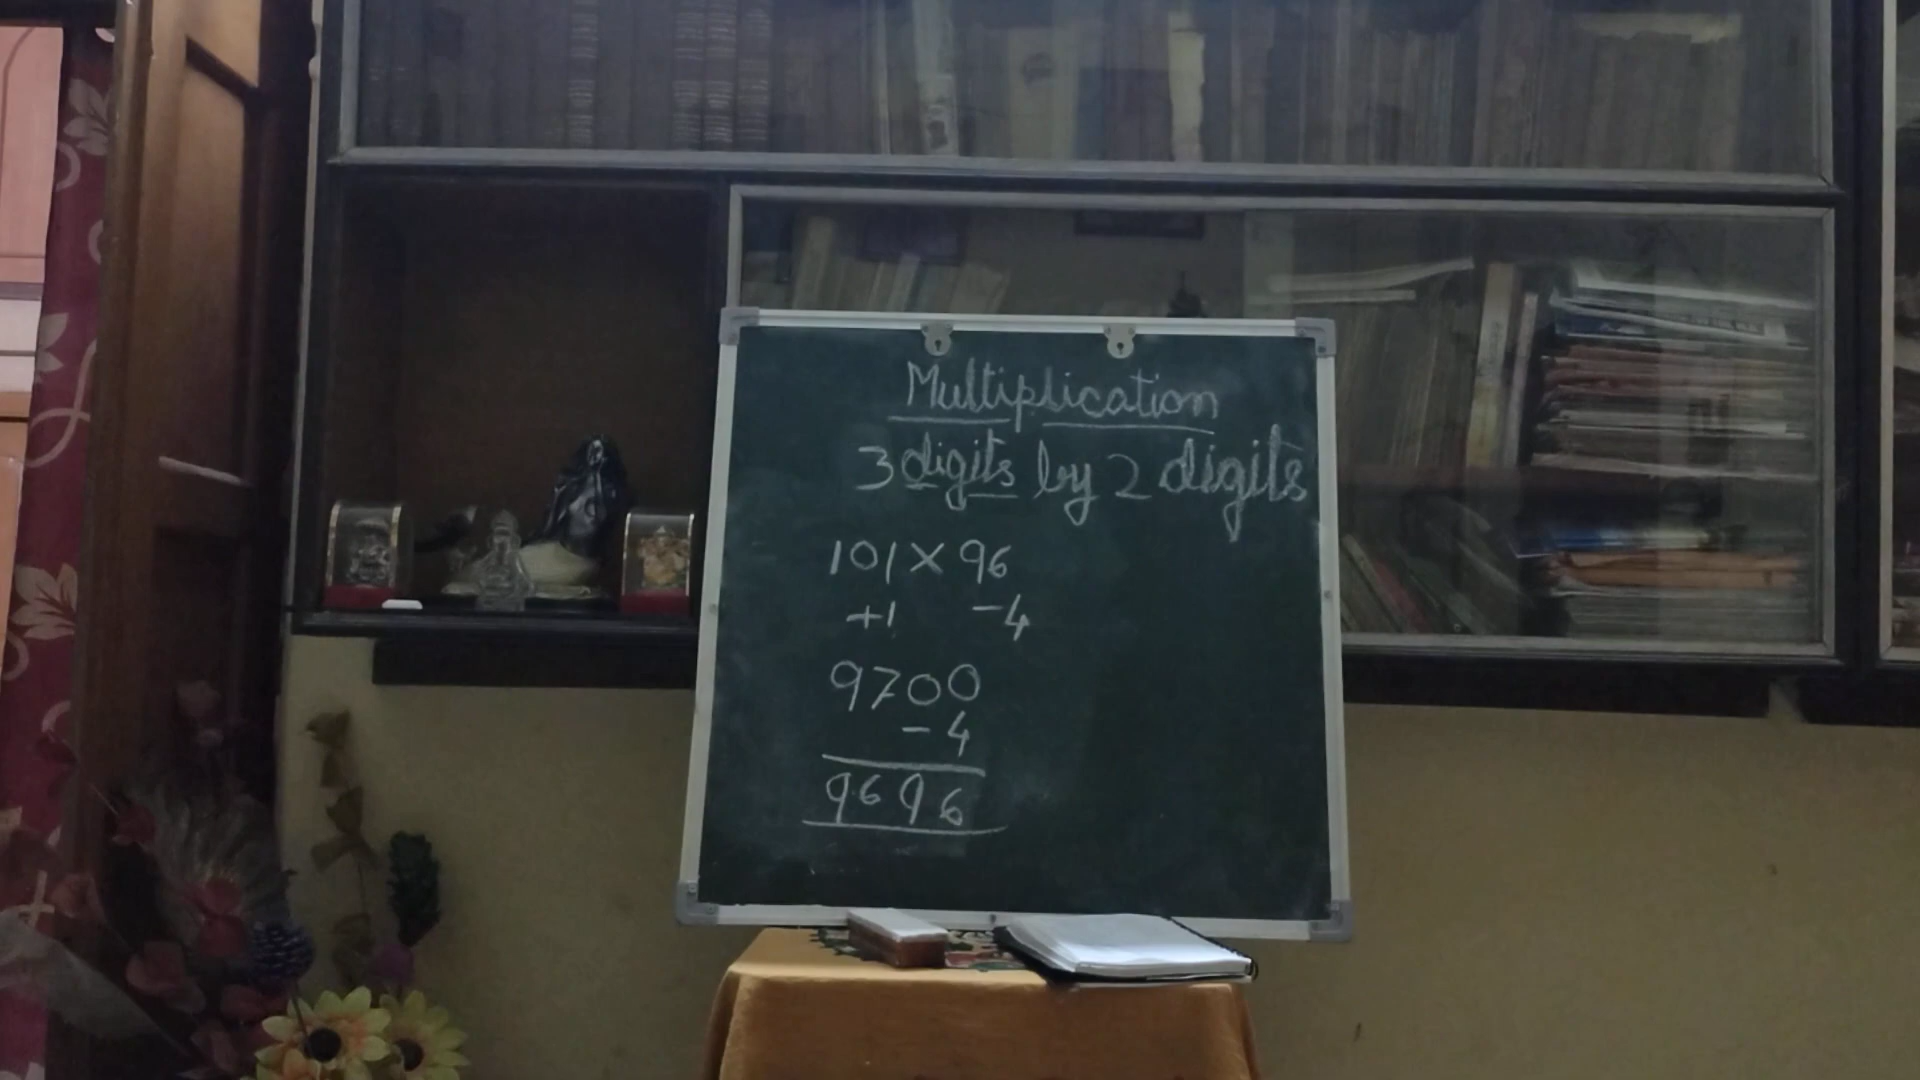 Multiplication
3 digits by 2 digits
101 × 96
+1 -4
9700
-4
9696